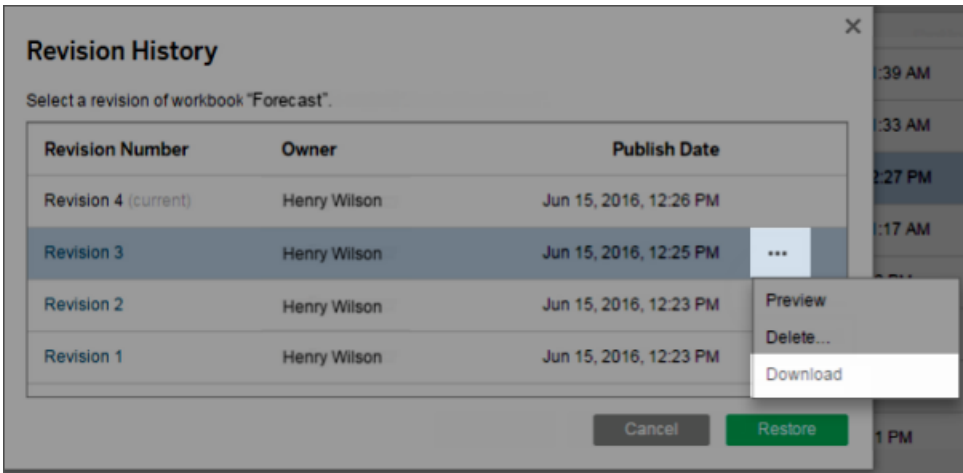 Revision History
Select a revision of workbook "Forecast".
Revision Number Owner Publish Date
Revision 4 (current) Henry Wilson Jun 15, 2016, 12:26 PM
Revision 3 Henry Wilson Jun 15, 2016, 12:25 PM ...
Revision 2 Henry Wilson Jun 15, 2016, 12:23 PM
Revision 1 Henry Wilson Jun 15, 2016, 12:23 PM
Preview
Delete...
Download
Cancel Restore
:39 AM
:33 AM
2:27 PM
:17 AM
1 PM